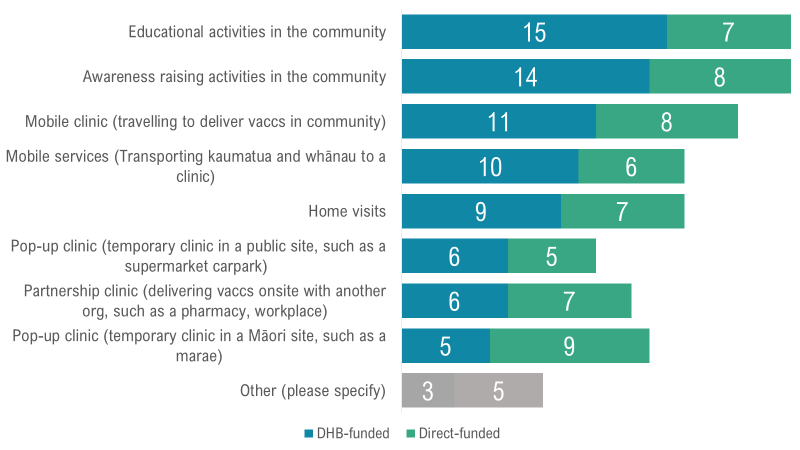 Educational activities in the community
15
7
Awareness raising activities in the community
14
8
Mobile clinic (travelling to deliver vaccs in community)
11
8
Mobile services (Transporting kaumatua and whānau to a
clinic)
10
6
Home visits
9
7
Pop-up clinic (temporary clinic in a public site, such as a
supermarket carpark)
6
5
Partnership clinic (delivering vaccs onsite with another
org, such as a pharmacy, workplace)
6
7
Pop-up clinic (temporary clinic in a Māori site, such as a
marae)
5
9
Other (please specify)
3
5
DHB-funded
Direct-funded